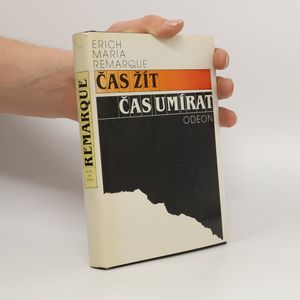 ERICH
MARIA
REMARQUE
ČAS ŽÍT
ČAS UMÍRAT
ODEON
REMARQUE